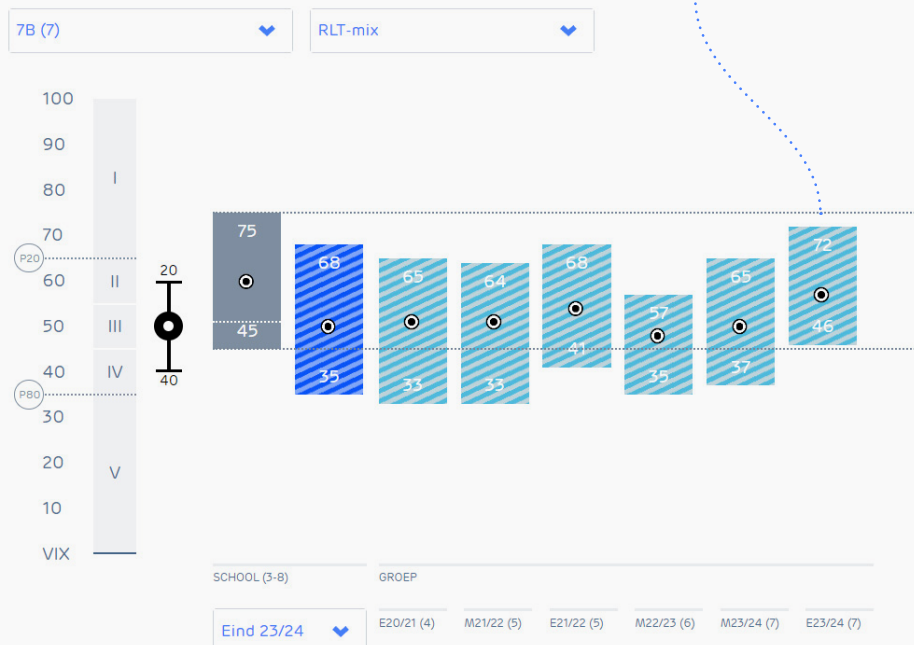 7B (7)
RLT-mix
100
90
80
70
P20
60
50
40
P80
30
20
10
VIX
I
II
III
IV
V
20
40
75
45
68
35
65
33
64
33
68
41
57
35
65
37
72
46
SCHOOL (3-8)
GROEP
Eind 23/24
E20/21 (4)
M21/22 (5)
E21/22 (5)
M22/23 (6)
M23/24 (7)
E23/24 (7)